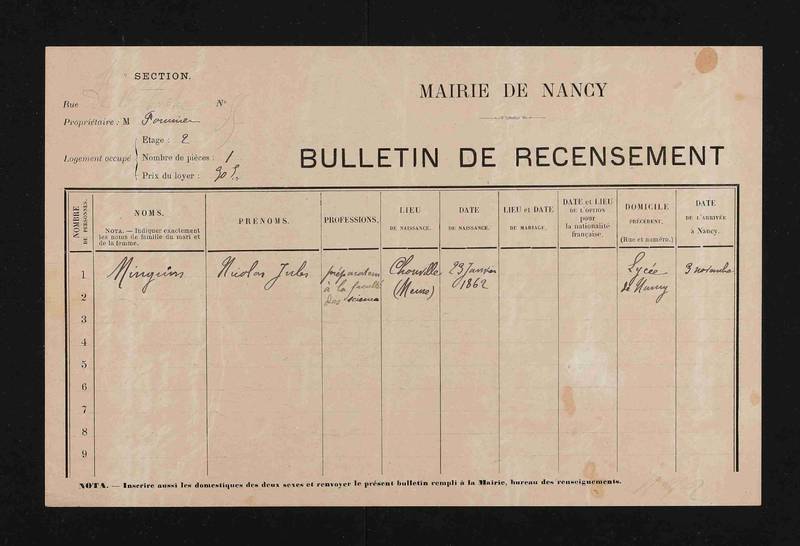 SECTION.
MAIRIE DE NANCY
Rue N°
Propriétaire : M Fournier
Logement occupé
Etage : 2
Nombre de pièces : 1
Prix du loyer : 90 f.
BULLETIN DE RECENSEMENT
NOMBRE DE PERSONNES.
NOMS.
NOTA. — Indiquer exactement
les noms de famille du mari et
de la femme.
PRENOMS.
PROFESSIONS.
LIEU
DE NAISSANCE.
DATE
DE NAISSANCE.
LIEU et DATE
DE MARIAGE.
DATE et LIEU
DE L'OPTION
pour
la nationalité
française.
DOMICILE
PRÉCÉDENT.
(Rue et numéro.)
DATE
DE L'ARRIVÉE
à Nancy.
1 Minguin Nicolas Jules préparateur à la faculté des sciences Chonville (Meuse) 23 Janvier 1862 Lycée de Nancy 3 novembre
2
3
4
5
6
7
8
9
NOTA. — Inscrire aussi les domestiques des deux sexes et renvoyer le présent bulletin rempli à la Mairie, bureau des renseignements.